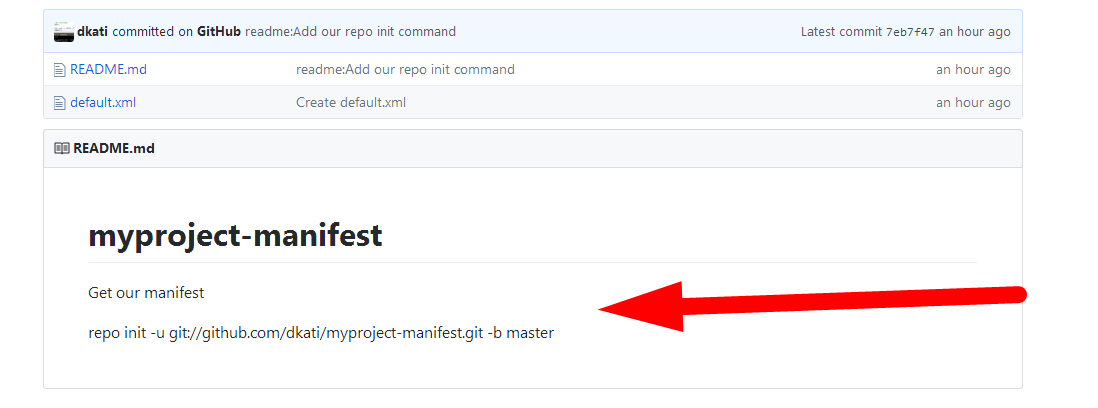 dkati committed on GitHub readme:Add our repo init command Latest commit 7eb7f47 an hour ago
README.md readme:Add our repo init command an hour ago
default.xml Create default.xml an hour ago
README.md
myproject-manifest
Get our manifest
repo init -u git://github.com/dkati/myproject-manifest.git -b master